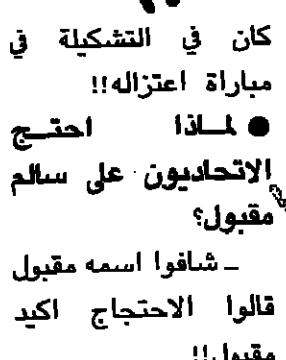 كان في التشكيلة في
مباراة اعتزاله!!
● لماذا احتج
الاتحاديون على سالم
مقبول؟
ـ شافوا اسمه مقبول
قالوا الاحتجاج اكيد
مقبول!!